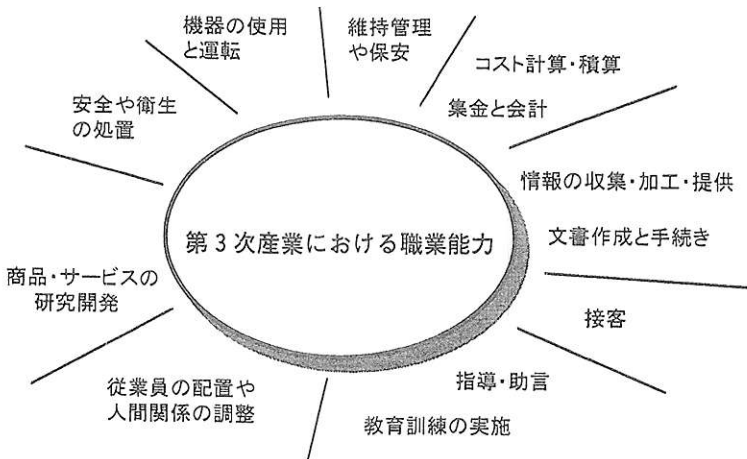 機器の使用
と運転
維持管理
や保安
コスト計算・積算
集金と会計
安全や衛生
の処置
情報の収集・加工・提供
第3次産業における職業能力
文書作成と手続き
商品・サービスの
研究開発
接客
従業員の配置や
人間関係の調整
指導・助言
教育訓練の実施